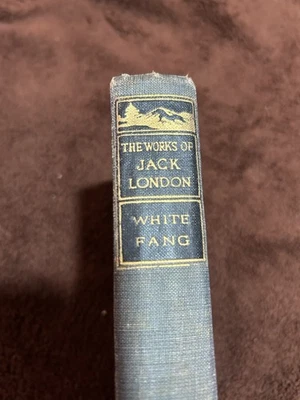 THE WORKS OF
JACK
LONDON
WHITE
FANG